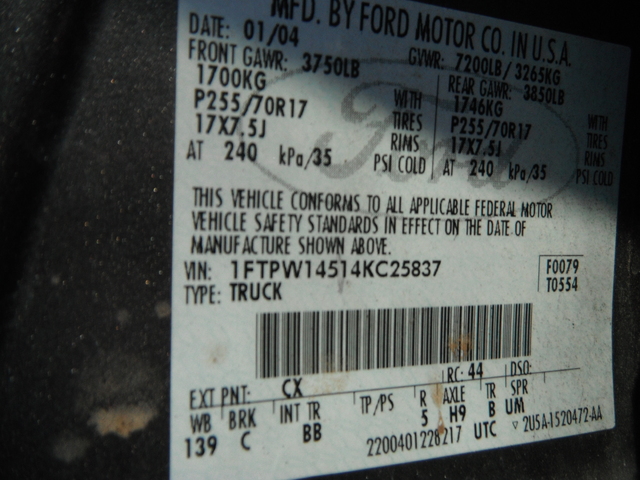 MFD. BY FORD MOTOR CO. IN U.S.A.
DATE: 01/04 GVWR: 7200LB/3265KG
FRONT GAWR: 3750LB REAR GAWR: 3850LB
1700KG WITH 1746KG WITH
P255/70R17 TIRES P255/70R17 TIRES
17X7.5J RIMS 17X7.5J RIMS
AT 240 kPa/35 PSI COLD AT 240 kPa/35 PSI COLD
Ford
THIS VEHICLE CONFORMS TO ALL APPLICABLE FEDERAL MOTOR
VEHICLE SAFETY STANDARDS IN EFFECT ON THE DATE OF
MANUFACTURE SHOWN ABOVE.
VIN: 1FTPW14514KC25837 F0079
TYPE: TRUCK T0554
EXT PNT: CX RC: 44 DSO:
WB BRK INT TR TP/PS R AXLE TR SPR
139 C BB 5 H9 B UM
2200401228217 UTC ▽ 2U5A-1520472-AA